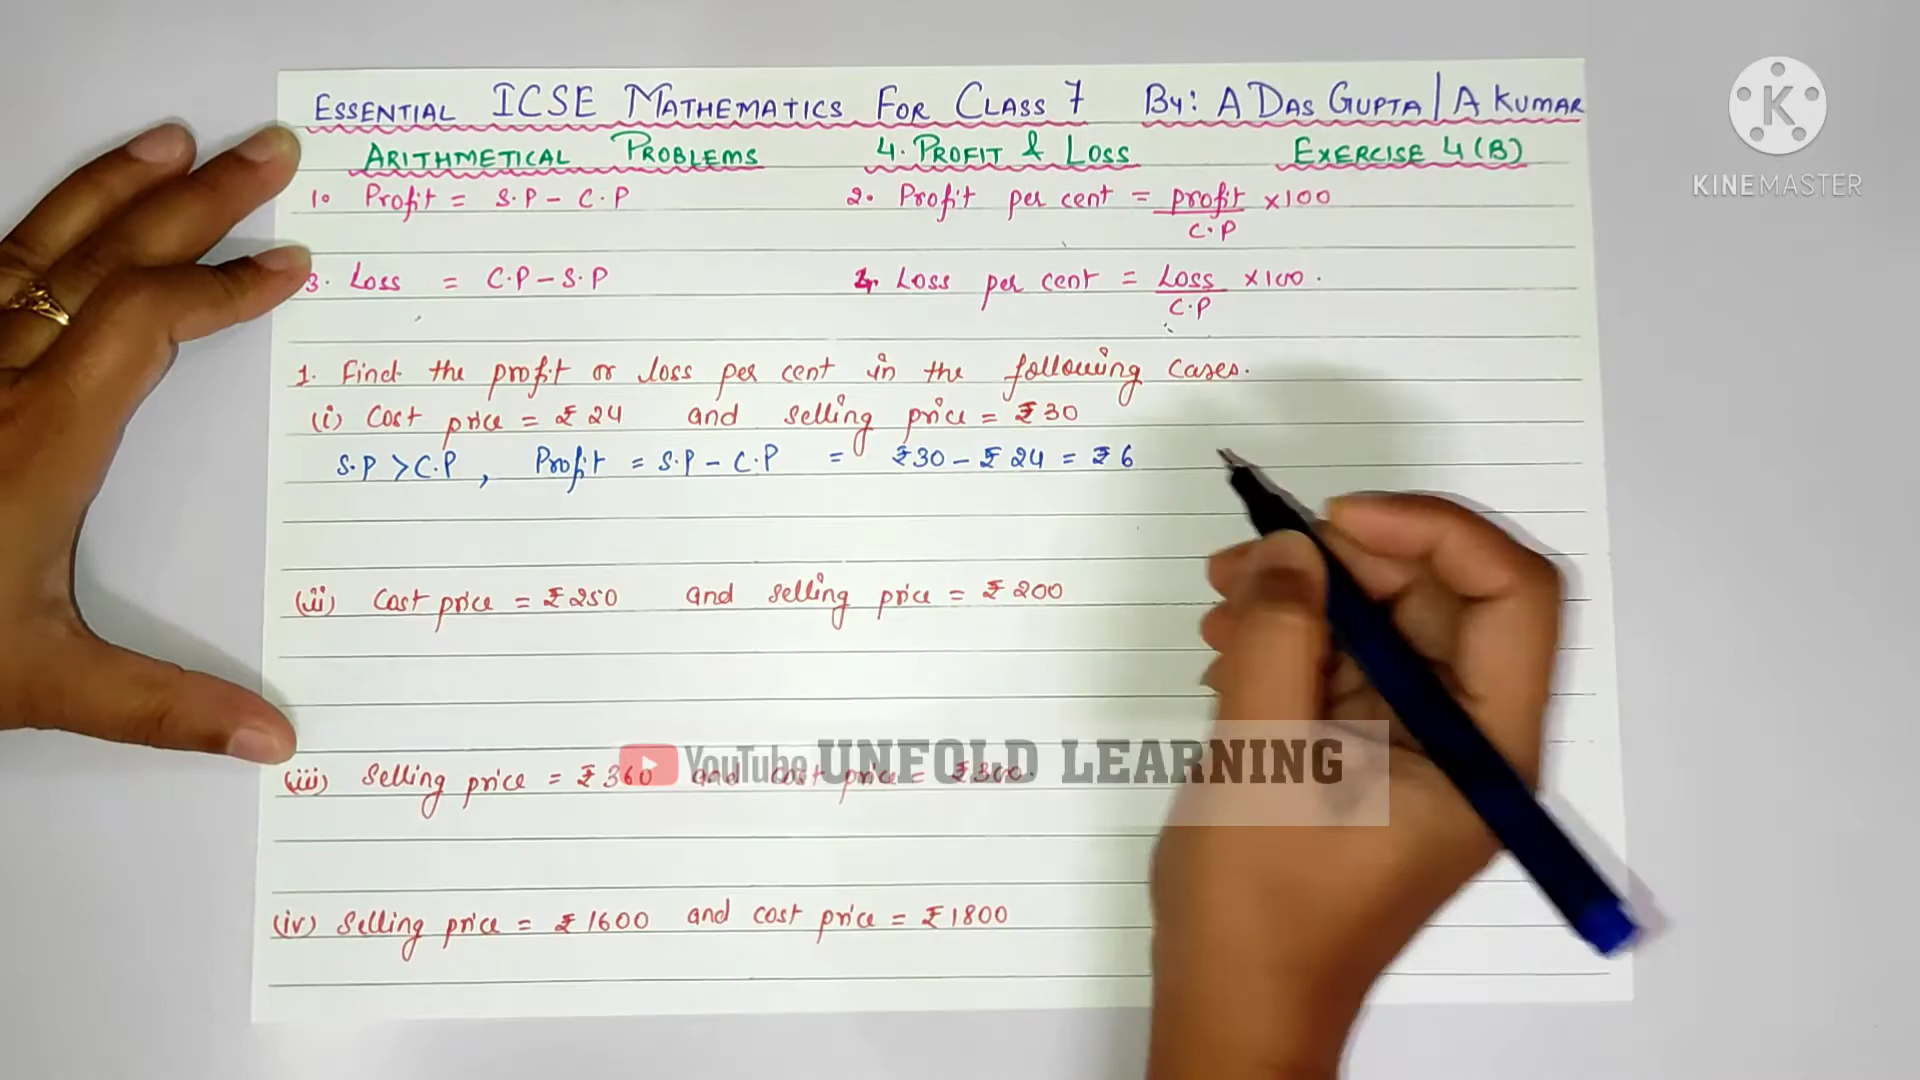 ESSENTIAL ICSE MATHEMATICS FOR CLASS 7 BY: A DAS GUPTA | A KUMAR
ARITHMETICAL PROBLEMS 4. PROFIT & LOSS EXERCISE 4(B)
1. Profit = S.P - C.P 2. Profit per cent = profit/C.P ×100
3. Loss = C.P - S.P 4. Loss per cent = Loss/C.P ×100.
1. Find the profit or loss per cent in the following cases.
(i) Cost price = ₹ 24 and selling price = ₹ 30
S.P > C.P, Profit = S.P - C.P = ₹30 - ₹ 24 = ₹ 6
(ii) Cost price = ₹250 and selling price = ₹ 200
(iii) Selling price = ₹ 360 and cost price = ₹300.
(iv) Selling price = ₹ 1600 and cost price = ₹ 1800
YouTube UNFOLD LEARNING
K
KINEMASTER